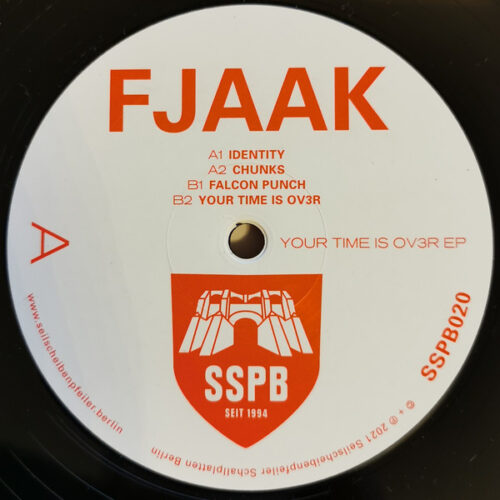 FJAAK
A1 IDENTITY
A2 CHUNKS
B1 FALCON PUNCH
B2 YOUR TIME IS OV3R
A
YOUR TIME IS OV3R EP
SSPB
SEIT 1994
SSPB020
www.seilscheibenpfeiler.berlin
© + ℗ 2021 Seilscheibenpfeiler Schallplatten Berlin